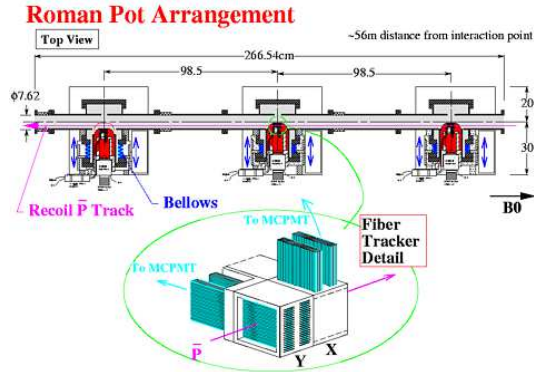 Roman Pot Arrangement
Top View
~56m distance from interaction point
266.54cm
98.5
98.5
ϕ7.62
20
30
Recoil P̅ Track
Bellows
B0
To MCPMT
Fiber
Tracker
Detail
To MCPMT
P̅
Y
X